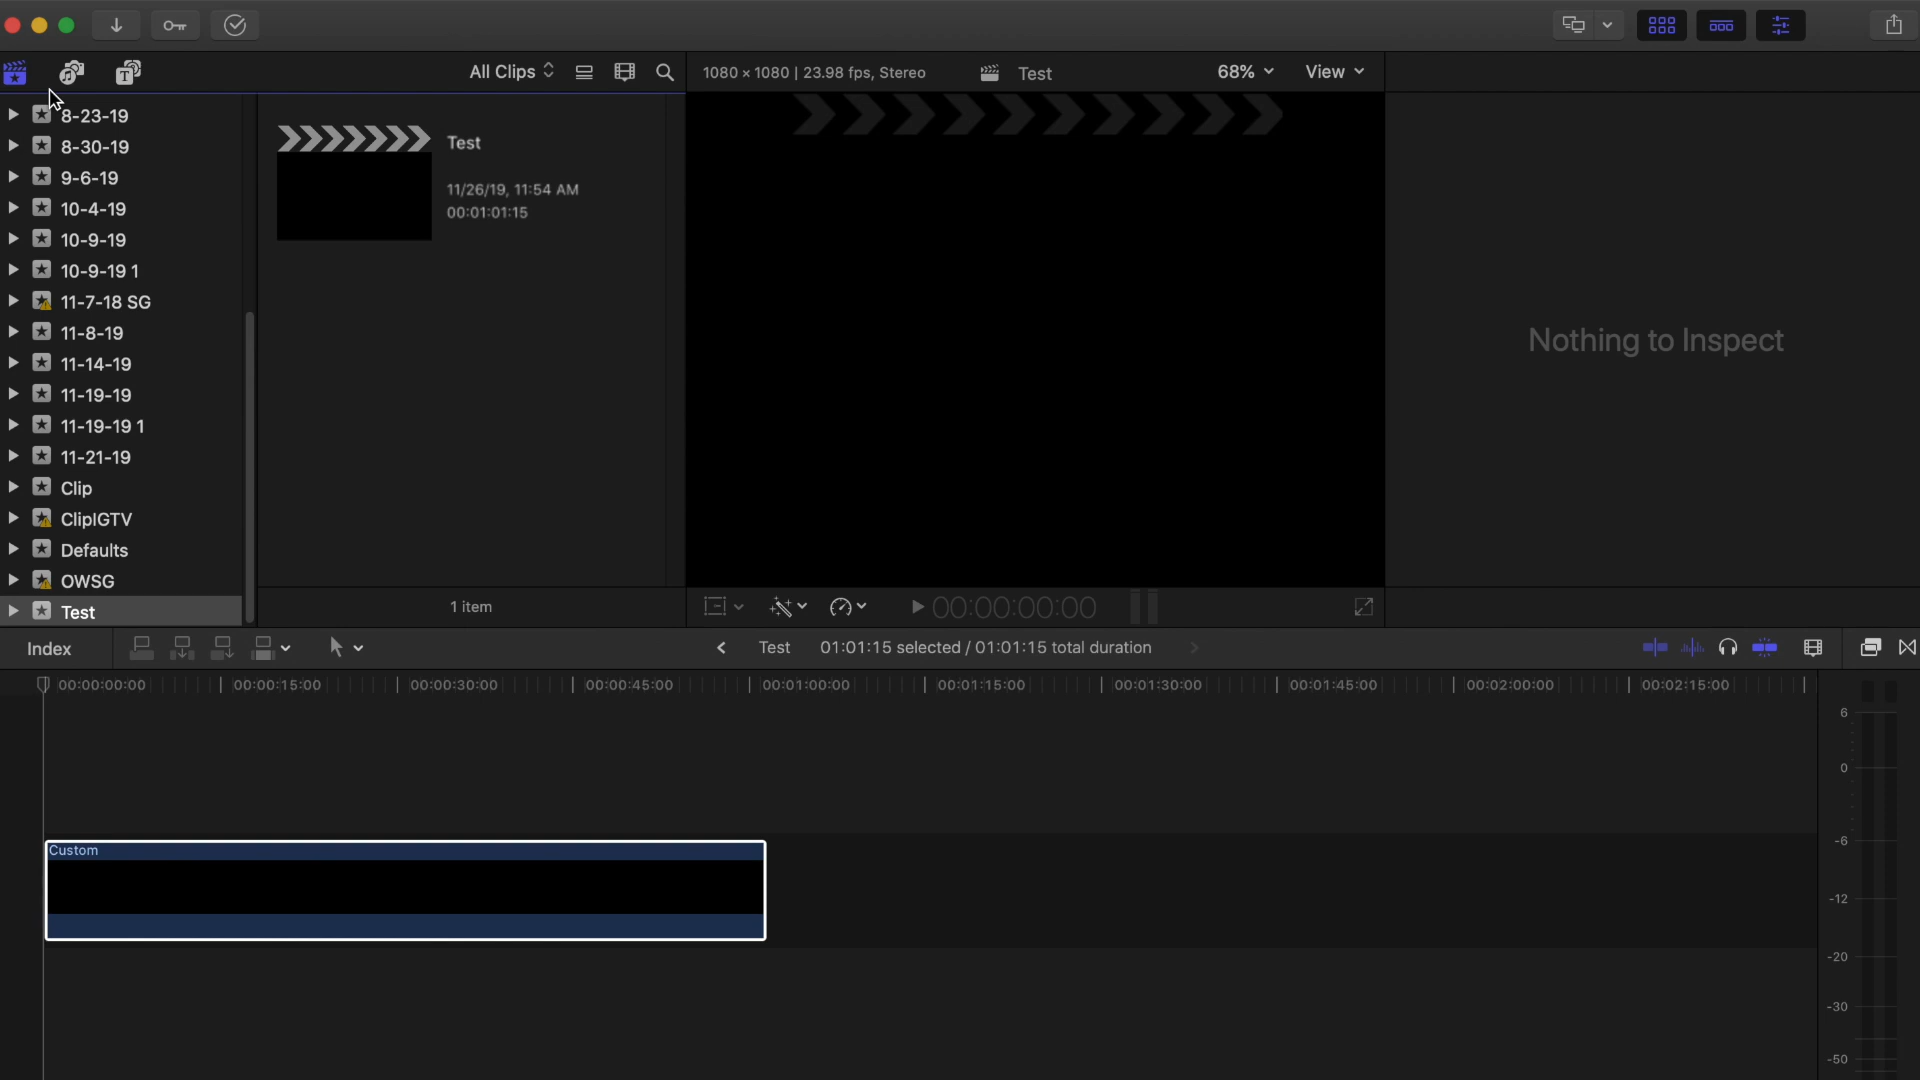 All Clips
1080 × 1080 | 23.98 fps, Stereo
Test
68%
View
8-23-19
8-30-19
9-6-19
10-4-19
10-9-19
10-9-19 1
11-7-18 SG
11-8-19
11-14-19
11-19-19
11-19-19 1
11-21-19
Clip
ClipIGTV
Defaults
OWSG
Test
Test
11/26/19, 11:54 AM
00:01:01:15
1 item
Nothing to Inspect
00:00:00:00
Index
Test
01:01:15 selected / 01:01:15 total duration
00:00:00:00
00:00:15:00
00:00:30:00
00:00:45:00
00:01:00:00
00:01:15:00
00:01:30:00
00:01:45:00
00:02:00:00
00:02:15:00
Custom
6
0
-6
-12
-20
-30
-50